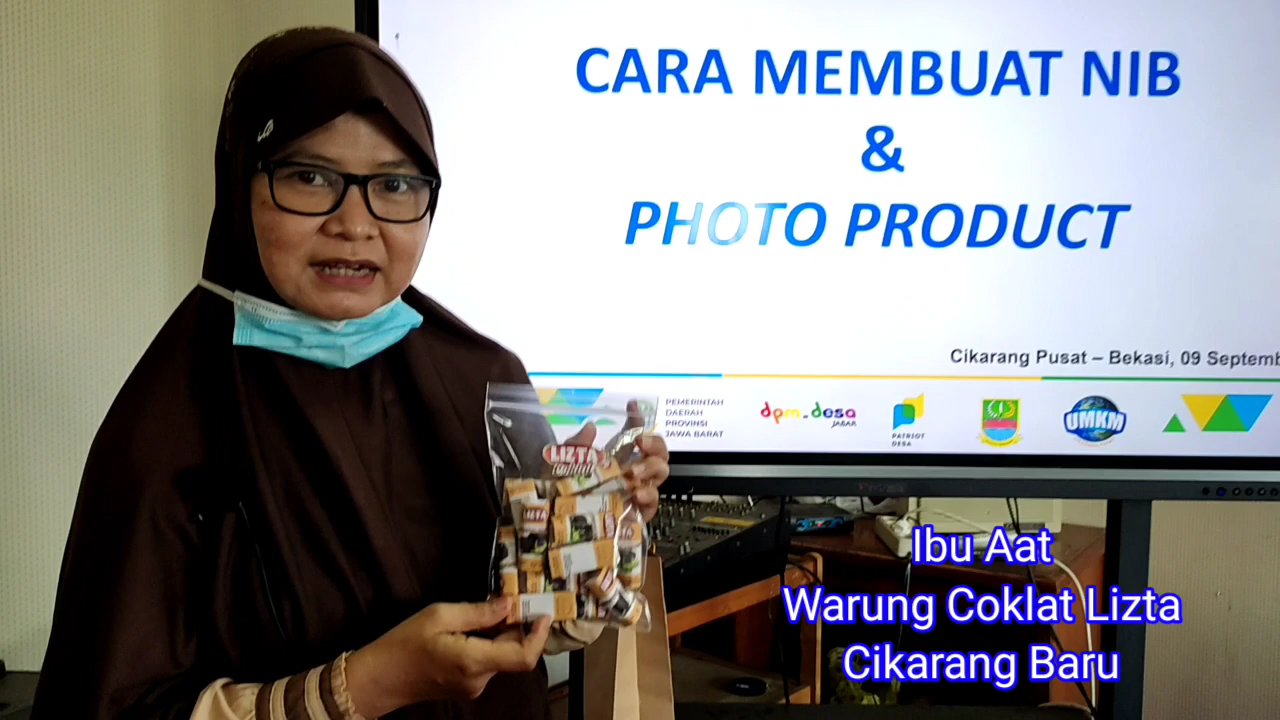 CARA MEMBUAT NIB
&
PHOTO PRODUCT
Cikarang Pusat – Bekasi, 09 Septemb
PEMERINTAH
DAERAH
PROVINSI
JAWA BARAT
dpm-desa
JABAR
PATRIOT
DESA
UMKM
LIZTA
LIZTA
Ibu Aat
Warung Coklat Lizta
Cikarang Baru